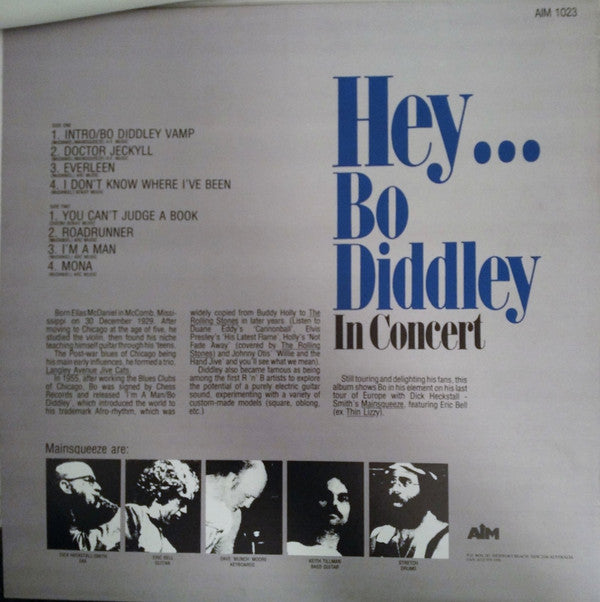 AIM 1023
Hey...
Bo
Diddley
In Concert
SIDE ONE
1. INTRO/BO DIDDLEY VAMP
2. DOCTOR JECKYLL
3. EVERLEEN
4. I DON'T KNOW WHERE I'VE BEEN
SIDE TWO
1. YOU CAN'T JUDGE A BOOK
2. ROADRUNNER
3. I'M A MAN
4. MONA
Born Ellas McDaniel in McComb, Missi-
ssippi on 30 December 1929. After
moving to Chicago at the age of five, he
studied the violin, then found his niche
teaching himself guitar through his 'teens.
The Post-war blues of Chicago being
his main early influences, he formed a trio,
Langley Avenue Jive Cats.
In 1955, after working the Blues Clubs
of Chicago, Bo was signed by Chess
Records and released 'I'm A Man/Bo
Diddley', which introduced the world to
his trademark Afro-rhythm, which was
widely copied from Buddy Holly to The
Rolling Stones in later years. (Listen to
Duane Eddy's 'Cannonball', Elvis
Presley's 'His Latest Flame', Holly's 'Not
Fade Away' (covered by The Rolling
Stones) and Johnny Otis' 'Willie and the
Hand Jive' and you'll see what we mean).
Diddley also became famous as being
among the first R 'n' B artists to explore
the potential of a purely electric guitar
sound, experimenting with a variety of
custom-made models (square, oblong,
etc.)
Still touring and delighting his fans, this
album shows Bo in his element on his last
tour of Europe with Dick Heckstall -
Smith's Mainsqueeze, featuring Eric Bell
(ex Thin Lizzy).
Mainsqueeze are:
DICK HECKSTALL-SMITH
SAX
ERIC BELL
GUITAR
DAVE 'MUNCH' MOORE
KEYBOARDS
KEITH TILLMAN
BASS GUITAR
STRETCH
DRUMS
AIM